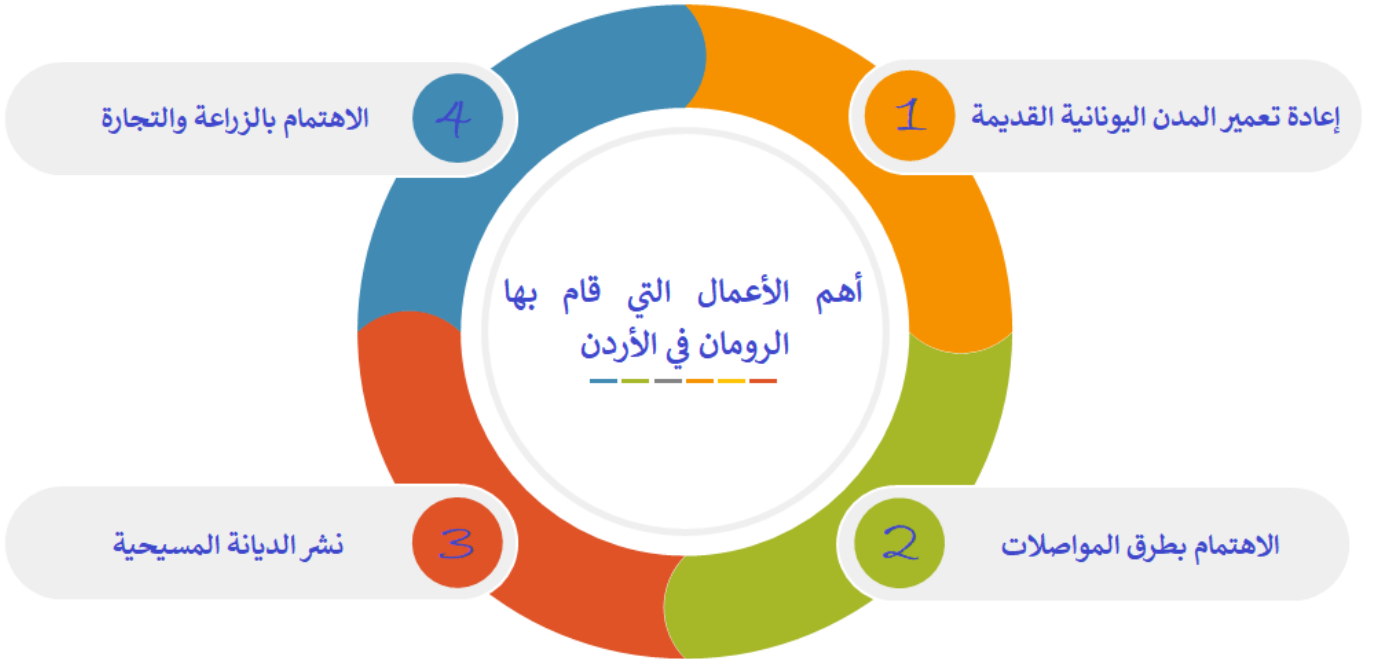 أهم الأعمال التي قام بها
الرومان في الأردن
1 إعادة تعمير المدن اليونانية القديمة
2 الاهتمام بطرق المواصلات
3 نشر الديانة المسيحية
4 الاهتمام بالزراعة والتجارة